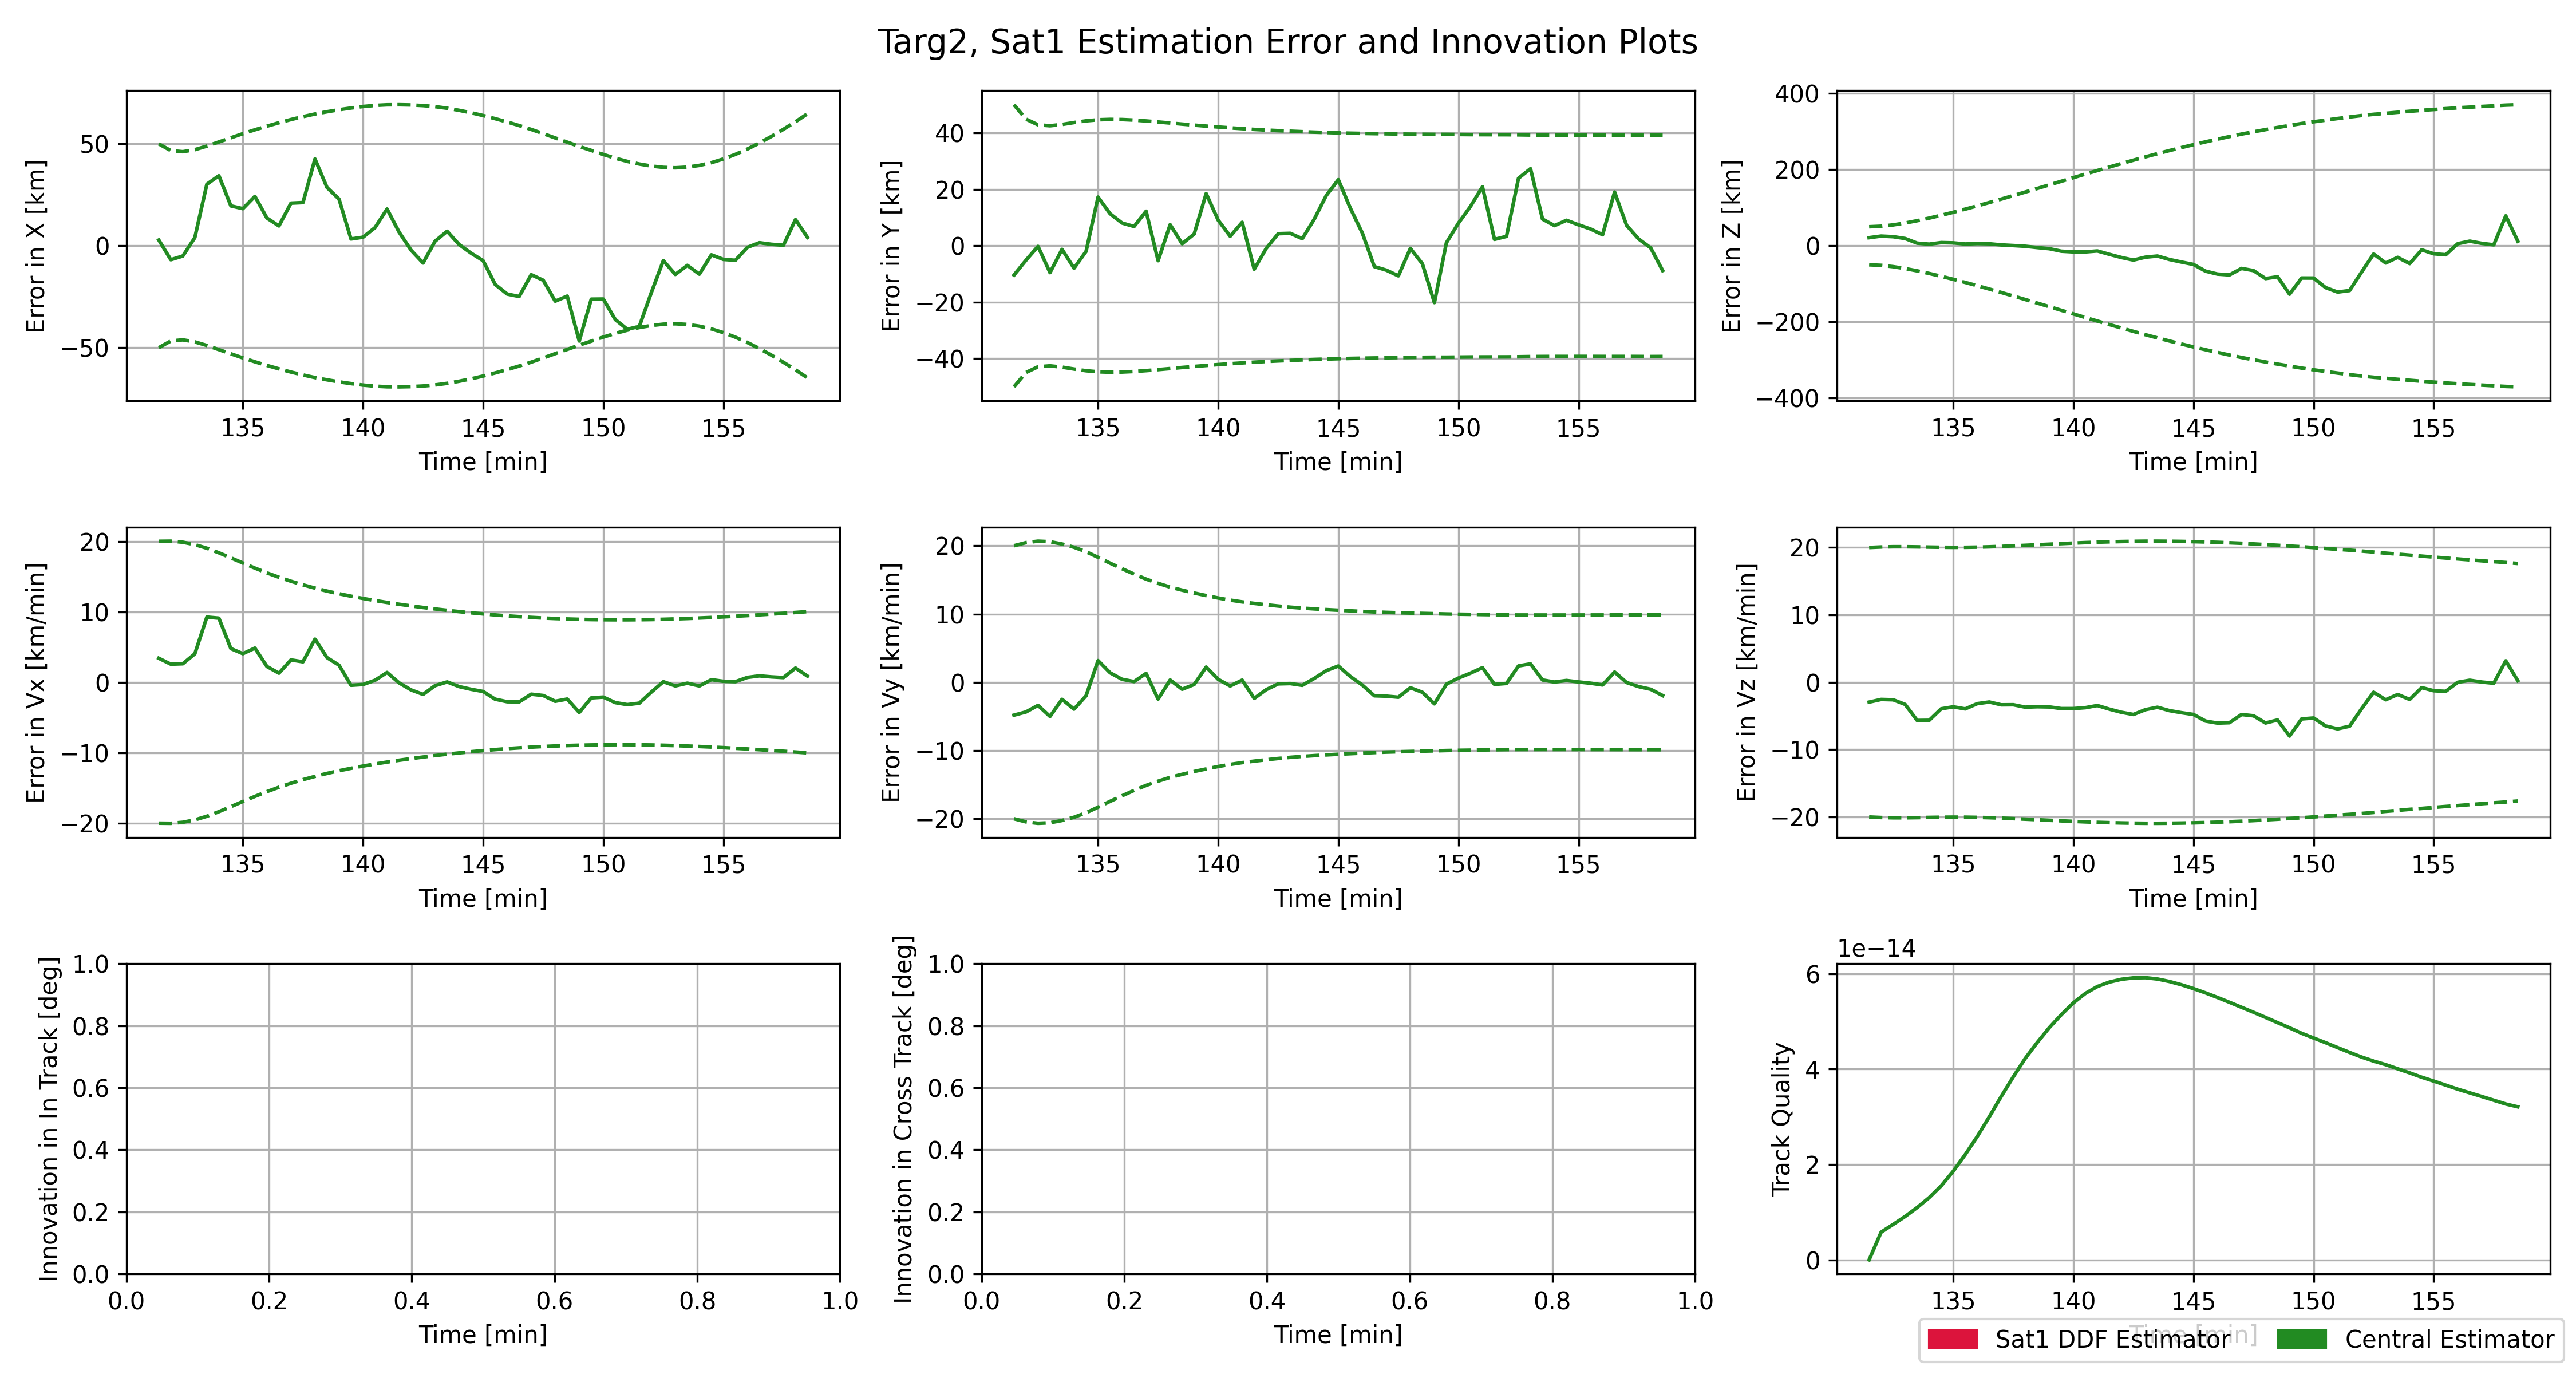 Targ2, Sat1 Estimation Error and Innovation Plots
Error in X [km]
50
0
−50
135 140 145 150 155
Time [min]
Error in Y [km]
40
20
0
−20
−40
135 140 145 150 155
Time [min]
Error in Z [km]
400
200
0
−200
−400
135 140 145 150 155
Time [min]
Error in Vx [km/min]
20
10
0
−10
−20
135 140 145 150 155
Time [min]
Error in Vy [km/min]
20
10
0
−10
−20
135 140 145 150 155
Time [min]
Error in Vz [km/min]
20
10
0
−10
−20
135 140 145 150 155
Time [min]
Innovation in In Track [deg]
1.0
0.8
0.6
0.4
0.2
0.0
0.0 0.2 0.4 0.6 0.8 1.0
Time [min]
Innovation in Cross Track [deg]
1.0
0.8
0.6
0.4
0.2
0.0
0.0 0.2 0.4 0.6 0.8 1.0
Time [min]
1e−14
Track Quality
6
4
2
0
135 140 145 150 155
Time [min]
Sat1 DDF Estimator Central Estimator